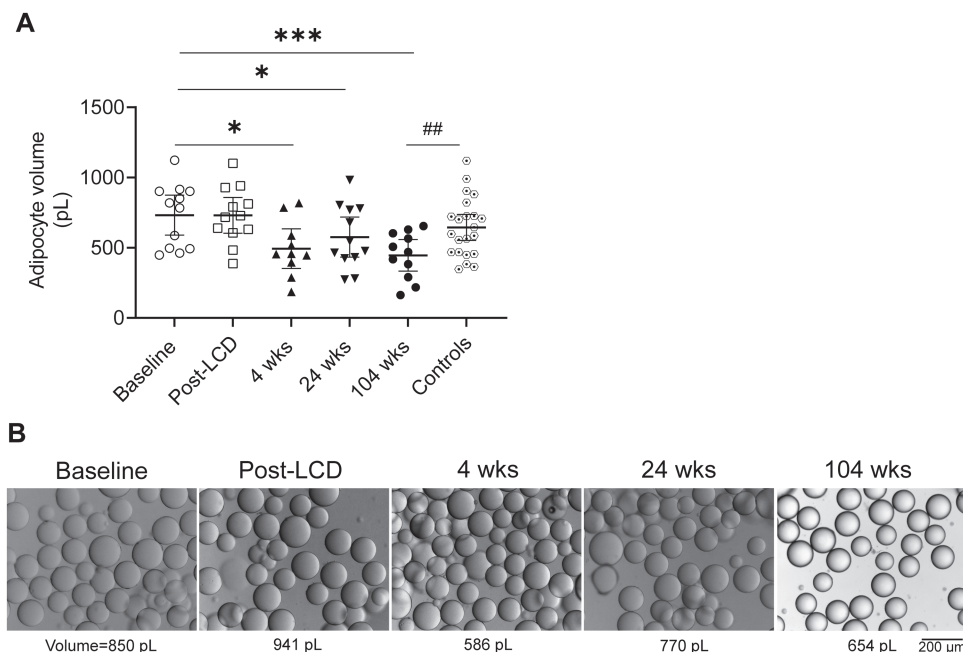 A
***
*
*
##
1500
1000
500
0
Adipocyte volume
(pL)
Baseline
Post-LCD
4 wks
24 wks
104 wks
Controls
B
Baseline Post-LCD 4 wks 24 wks 104 wks
Volume=850 pL 941 pL 586 pL 770 pL 654 pL 200 µm